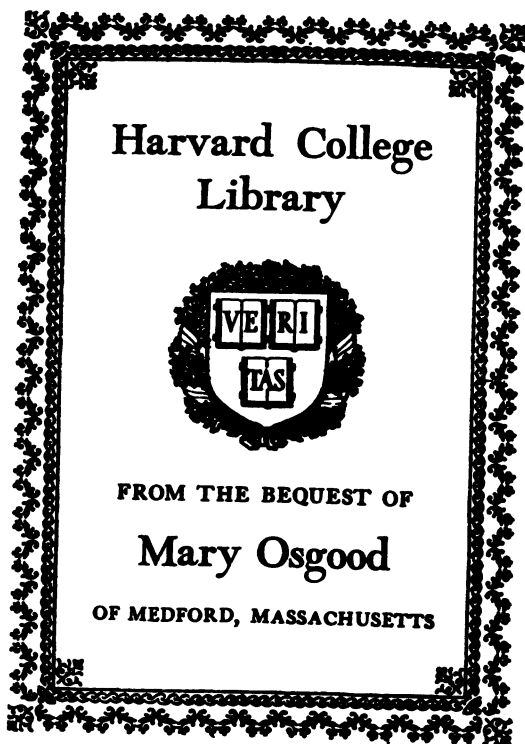 Harvard College
Library
VE RI
TAS
FROM THE BEQUEST OF
Mary Osgood
OF MEDFORD, MASSACHUSETTS